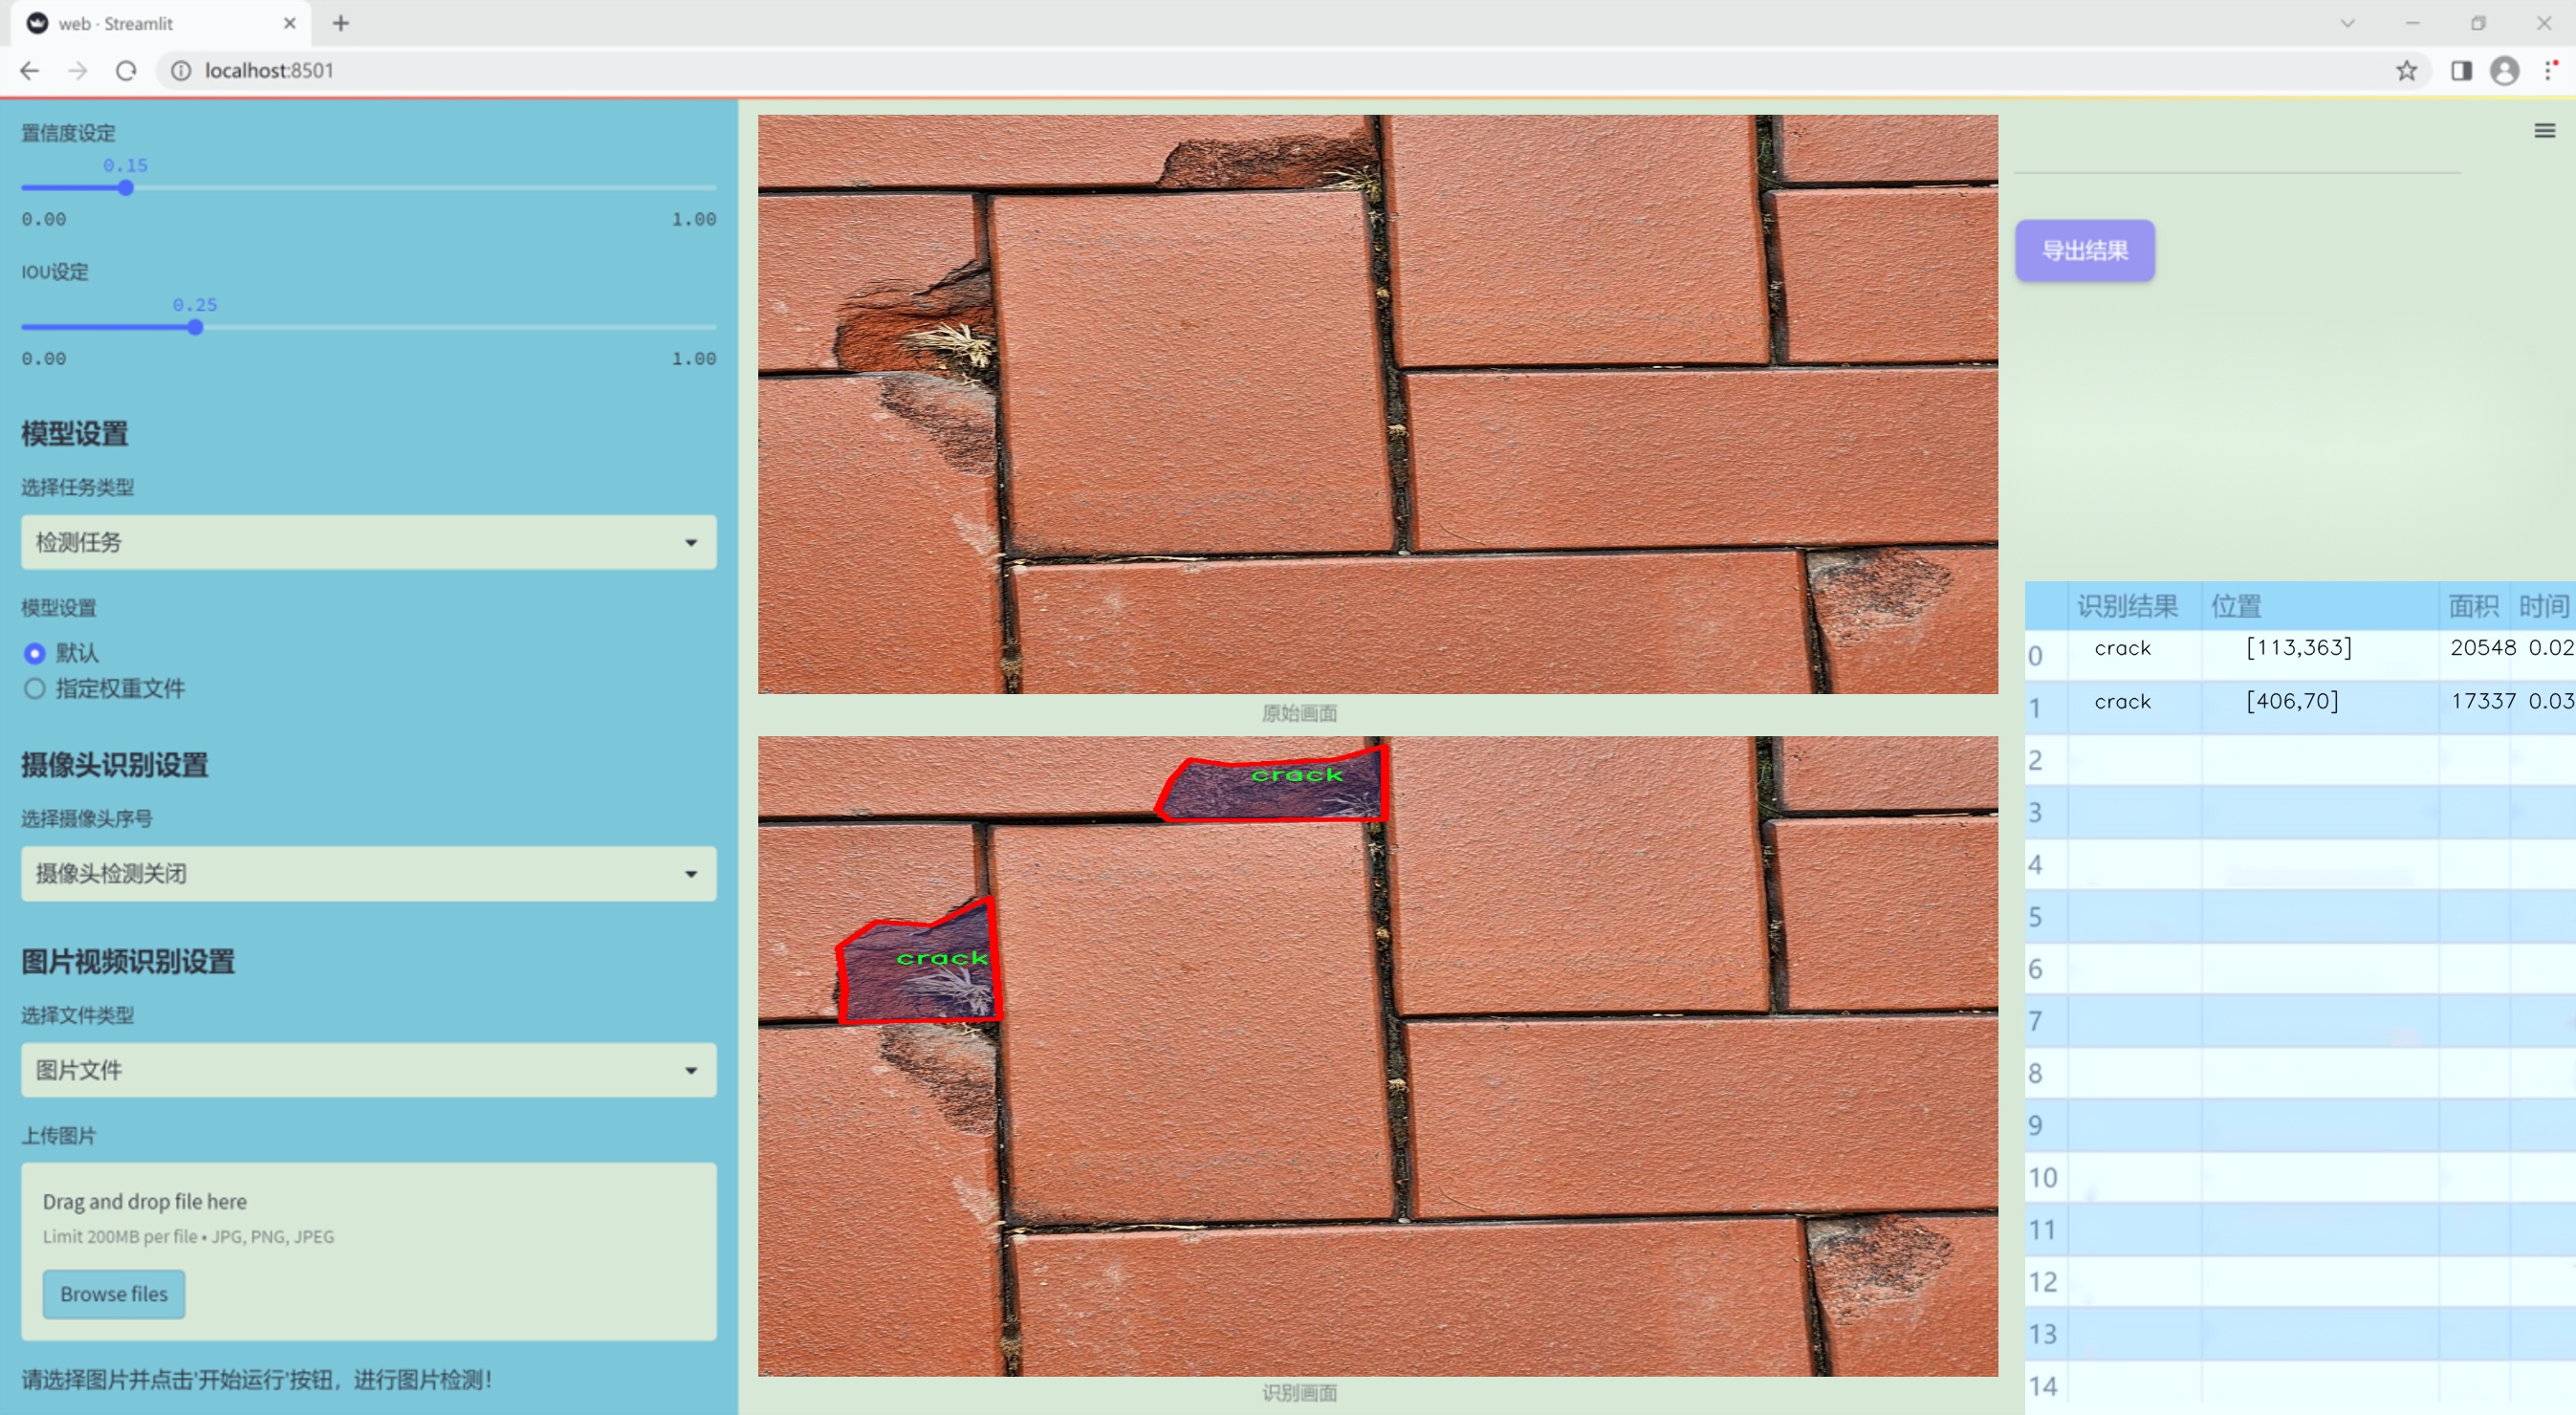 web · Streamlit
localhost:8501
置信度设定
0.15
0.00 1.00
IOU设定
0.25
0.00 1.00
模型设置
选择任务类型
检测任务
模型设置
默认
指定权重文件
摄像头识别设置
选择摄像头序号
摄像头检测关闭
图片视频识别设置
选择文件类型
图片文件
上传图片
Drag and drop file here
Limit 200MB per file • JPG, PNG, JPEG
Browse files
请选择图片并点击'开始运行'按钮，进行图片检测！
原始画面
crack
crack
识别画面
导出结果
识别结果 位置 面积 时间
0 crack [113,363] 20548 0.02
1 crack [406,70] 17337 0.03
2
3
4
5
6
7
8
9
10
11
12
13
14